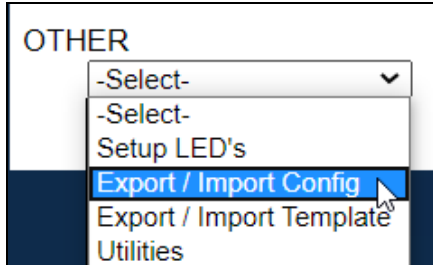 OTHER
-Select-
-Select-
Setup LED's
Export / Import Config
Export / Import Template
Utilities